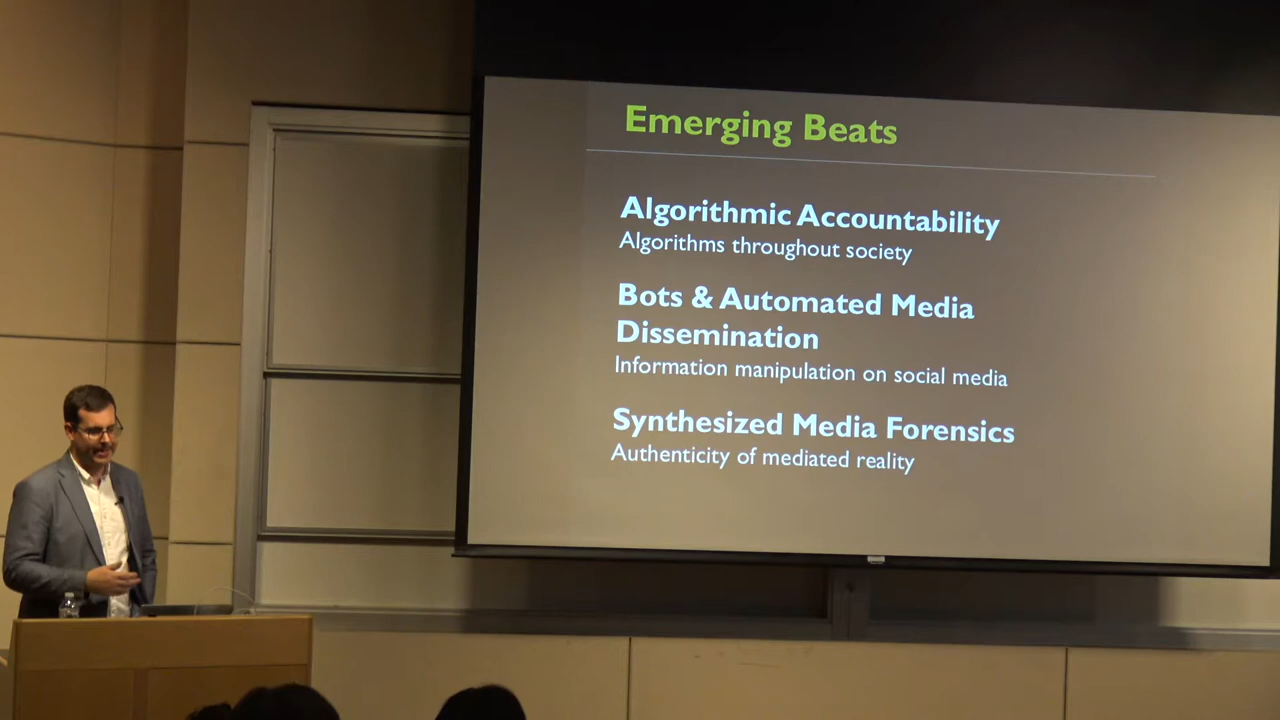 Emerging Beats
Algorithmic Accountability
Algorithms throughout society
Bots & Automated Media
Dissemination
Information manipulation on social media
Synthesized Media Forensics
Authenticity of mediated reality